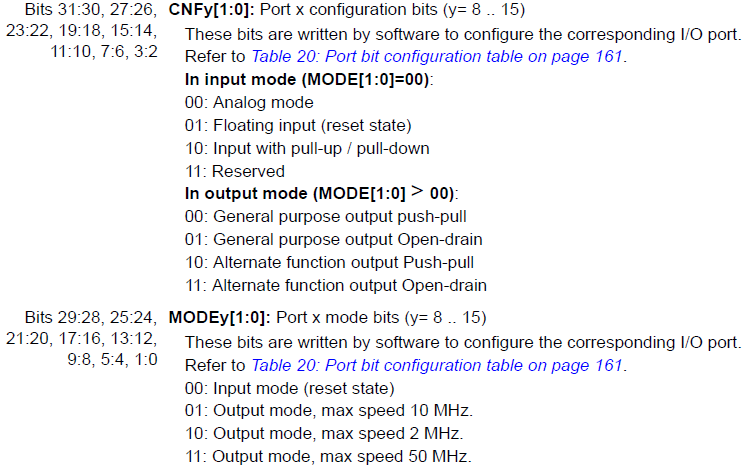 Bits 31:30, 27:26, CNFy[1:0]: Port x configuration bits (y= 8 .. 15)
23:22, 19:18, 15:14, These bits are written by software to configure the corresponding I/O port.
11:10, 7:6, 3:2 Refer to Table 20: Port bit configuration table on page 161.
In input mode (MODE[1:0]=00):
00: Analog mode
01: Floating input (reset state)
10: Input with pull-up / pull-down
11: Reserved
In output mode (MODE[1:0] > 00):
00: General purpose output push-pull
01: General purpose output Open-drain
10: Alternate function output Push-pull
11: Alternate function output Open-drain
Bits 29:28, 25:24, MODEy[1:0]: Port x mode bits (y= 8 .. 15)
21:20, 17:16, 13:12, These bits are written by software to configure the corresponding I/O port.
9:8, 5:4, 1:0 Refer to Table 20: Port bit configuration table on page 161.
00: Input mode (reset state)
01: Output mode, max speed 10 MHz.
10: Output mode, max speed 2 MHz.
11: Output mode, max speed 50 MHz.